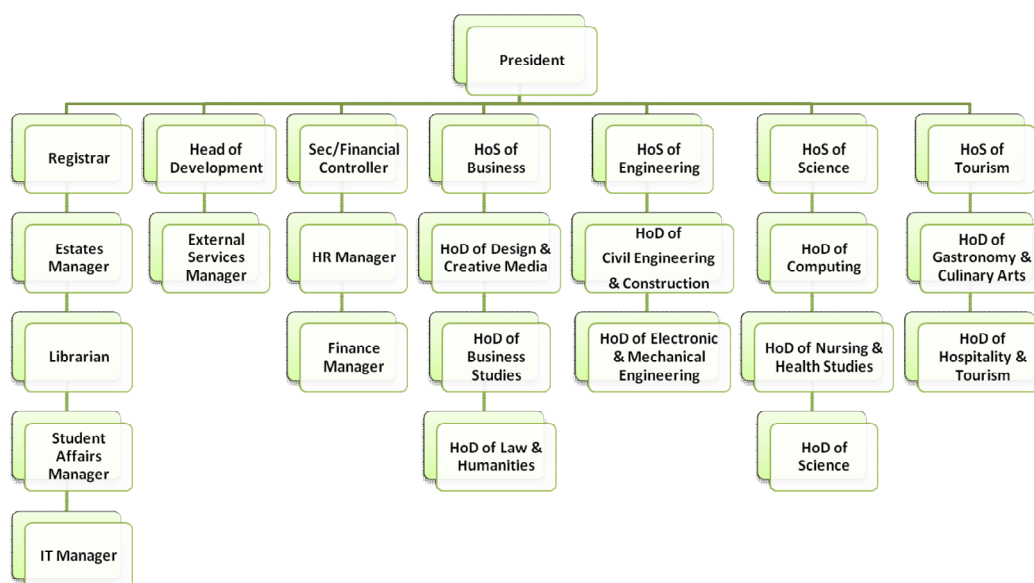 President
Registrar
Head of
Development
Sec/Financial
Controller
HoS of
Business
HoS of
Engineering
HoS of
Science
HoS of
Tourism
Estates
Manager
External
Services
Manager
HR Manager
HoD of Design &
Creative Media
HoD of
Civil Engineering
& Construction
HoD of
Computing
HoD of
Gastronomy &
Culinary Arts
Librarian
Finance
Manager
HoD of
Business
Studies
HoD of Electronic
& Mechanical
Engineering
HoD of Nursing &
Health Studies
HoD of
Hospitality &
Tourism
Student
Affairs
Manager
HoD of Law &
Humanities
HoD of
Science
IT Manager